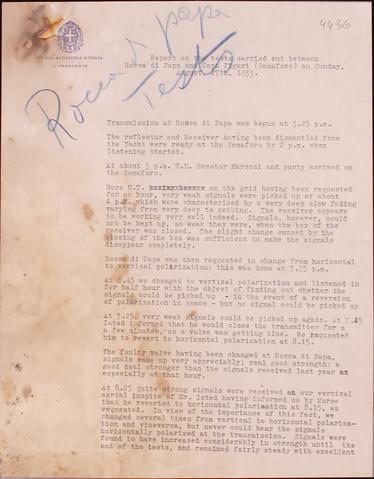 4436
REALE ACCADEMIA D'ITALIA
IL PRESIDENTE
Rocca di Papa
Tests
Report on the tests carried out between
Rocca di Papa and Capo Figari (Semaforo) on Sunday,
August, 27th, 1933.
Transmission at Rocca di Papa was begun at 3.25 p.m.
The reflector and Receiver having been dismantled from
the Yacht were ready at the Semaforo by 2 p.m. when
listening started.
At about 3 p.m. H.E. Senator Marconi and party arrived on
the Semaforo.
More H.T. on the grid having been requested
for an hour, very weak signals were picked up at about
4 p.m. which were characterised by a very deep slow fading
varying from very deep to nothing. The receiver appears
to be working very well indeed. Signals, however, could
not be kept up, so weak they were, when the box of the
receiver was closed. The slight change caused by the
closing of the box was sufficient to make the signals
disappear completely.
Rocca di Papa was then requested to change from horizontal
to vertical polarization; this was done at 7.35 p.m.
At 6.45 we changed to vertical polarization and listened in
for half hour with the object of finding out whether the
signals could be picked up - in the event of a reversion
of polarization in space - but no signal could be picked up
At 7.25 very weak signals could be picked up again. At
Isted informed that he would close the transmitter for a
a few minutes, as a valve was getting blue. We requested
him to revert to horizontal polarization at 8.15.
The faulty valve having been changed at Rocca di Papa,
signals came up very appreciably; real good strength; a
good deal stronger than the signals received last year
especially at that hour.
At 8.25 quite strong signals were received on our vertical
aerial inspite of Mr. Isted having informed us by Morse
that he reverted to horizontal polarization at 8.15, as
requested. In view of the importance of this fact, we
changed several times from vertical to horizontal polariza-
tion and viceversa, but never could hear the signals
horizontally polarized at the transmission. Signals were
found to have increased considerably in strength until the
end of the tests, and remained fairly steady with excellent